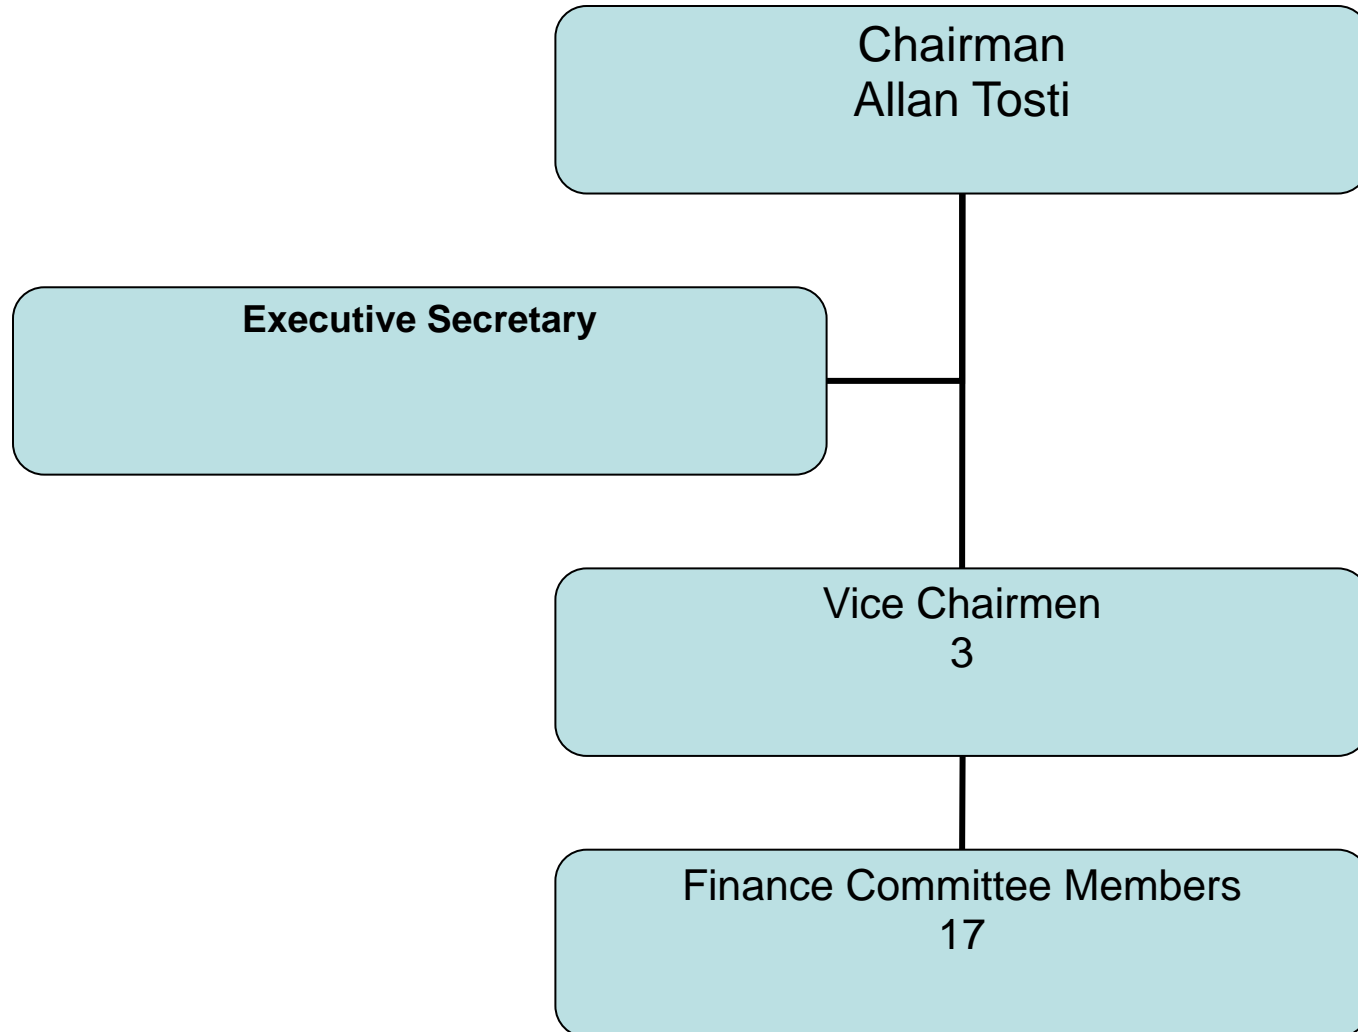 Chairman
Allan Tosti
Executive Secretary
Vice Chairmen
3
Finance Committee Members
17